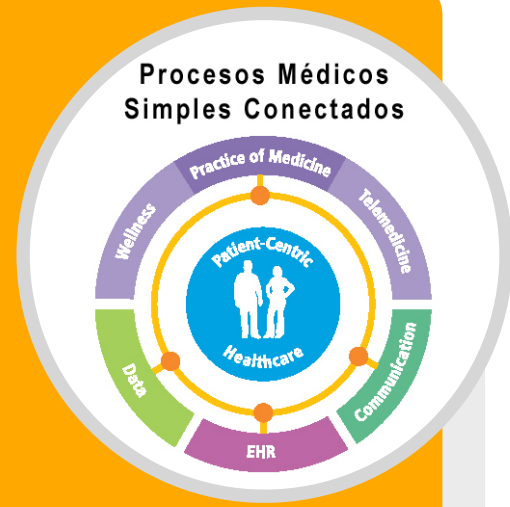 Procesos Médicos
Simples Conectados
Practice of Medicine
Wellness
Telemedicine
Patient-Centric
Healthcare
Data
Communication
EHR